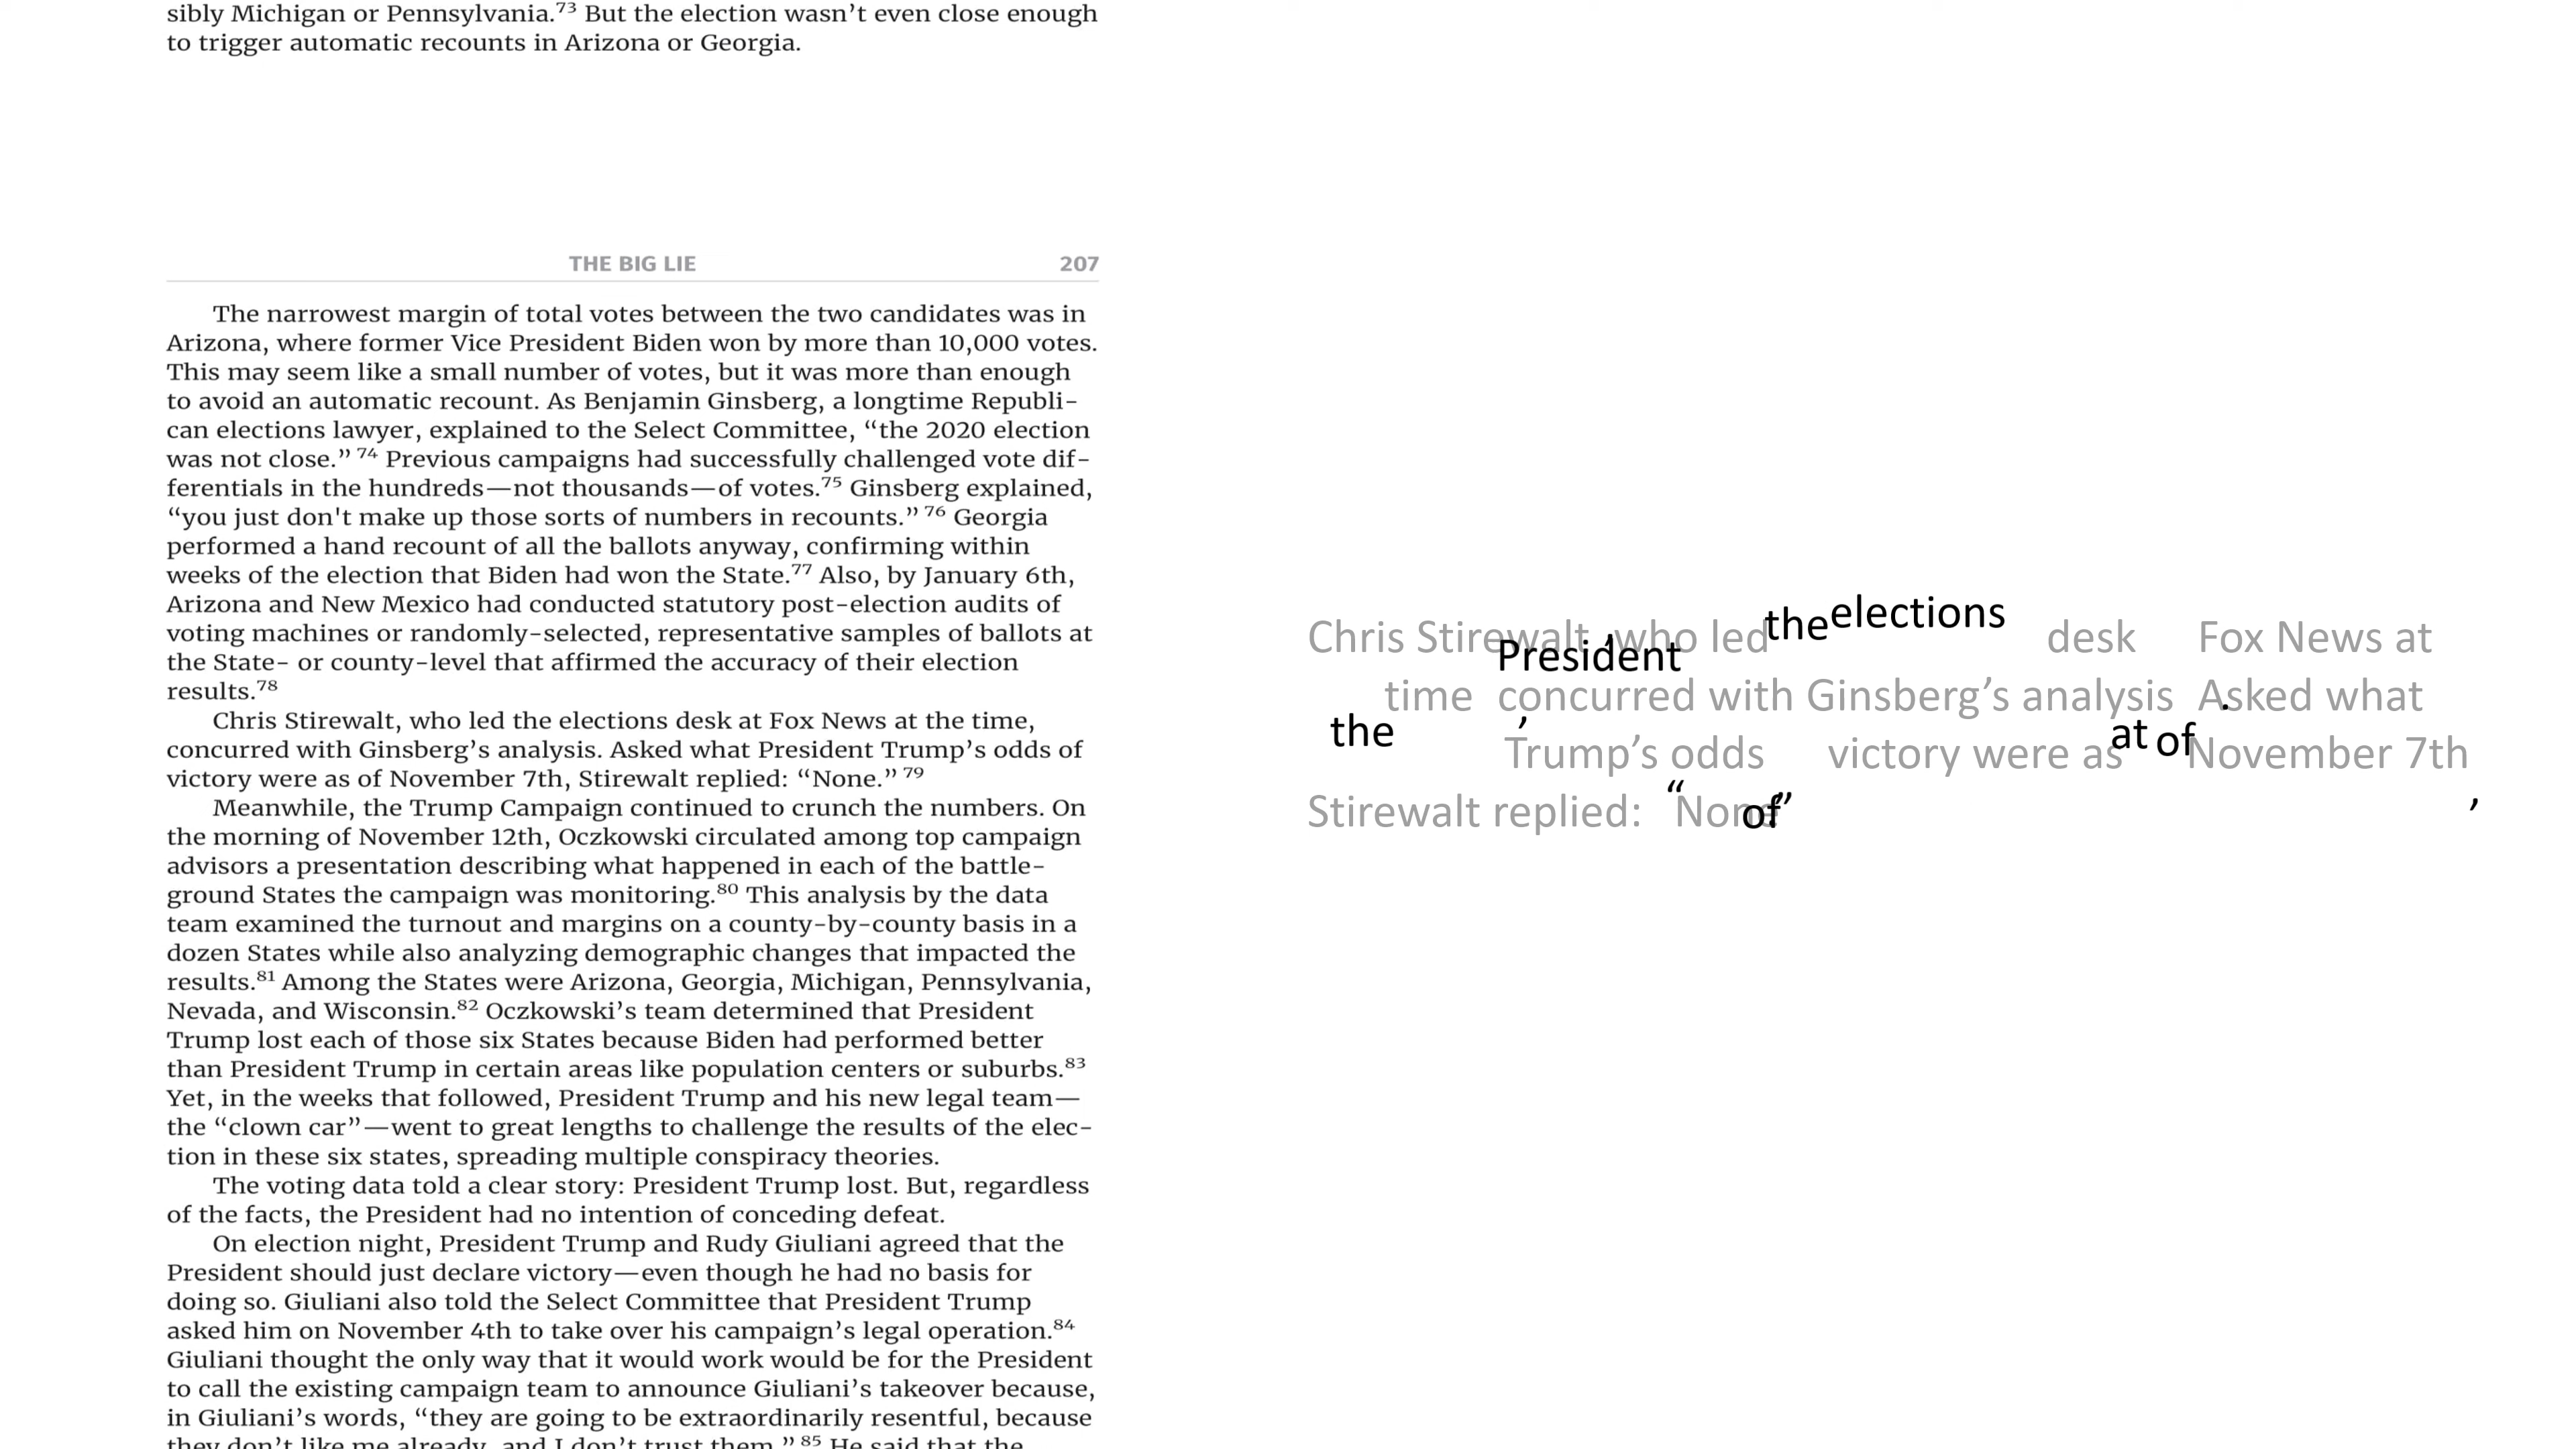 sibly Michigan or Pennsylvania.73 But the election wasn’t even close enough
to trigger automatic recounts in Arizona or Georgia.
THE BIG LIE 207
The narrowest margin of total votes between the two candidates was in
Arizona, where former Vice President Biden won by more than 10,000 votes.
This may seem like a small number of votes, but it was more than enough
to avoid an automatic recount. As Benjamin Ginsberg, a longtime Republi-
can elections lawyer, explained to the Select Committee, “the 2020 election
was not close.” 74 Previous campaigns had successfully challenged vote dif-
ferentials in the hundreds—not thousands—of votes.75 Ginsberg explained,
“you just don't make up those sorts of numbers in recounts.” 76 Georgia
performed a hand recount of all the ballots anyway, confirming within
weeks of the election that Biden had won the State.77 Also, by January 6th,
Arizona and New Mexico had conducted statutory post-election audits of
voting machines or randomly-selected, representative samples of ballots at
the State- or county-level that affirmed the accuracy of their election
results.78
Chris Stirewalt, who led the elections desk at Fox News at the time,
concurred with Ginsberg’s analysis. Asked what President Trump’s odds of
victory were as of November 7th, Stirewalt replied: “None.” 79
Meanwhile, the Trump Campaign continued to crunch the numbers. On
the morning of November 12th, Oczkowski circulated among top campaign
advisors a presentation describing what happened in each of the battle-
ground States the campaign was monitoring.80 This analysis by the data
team examined the turnout and margins on a county-by-county basis in a
dozen States while also analyzing demographic changes that impacted the
results.81 Among the States were Arizona, Georgia, Michigan, Pennsylvania,
Nevada, and Wisconsin.82 Oczkowski’s team determined that President
Trump lost each of those six States because Biden had performed better
than President Trump in certain areas like population centers or suburbs.83
Yet, in the weeks that followed, President Trump and his new legal team—
the “clown car”—went to great lengths to challenge the results of the elec-
tion in these six states, spreading multiple conspiracy theories.
The voting data told a clear story: President Trump lost. But, regardless
of the facts, the President had no intention of conceding defeat.
On election night, President Trump and Rudy Giuliani agreed that the
President should just declare victory—even though he had no basis for
doing so. Giuliani also told the Select Committee that President Trump
asked him on November 4th to take over his campaign’s legal operation.84
Giuliani thought the only way that it would work would be for the President
to call the existing campaign team to announce Giuliani’s takeover because,
in Giuliani’s words, “they are going to be extraordinarily resentful, because
they don’t like me already, and I don’t trust them.” 85 He said that the
Chris Stirewalt, who led the elections desk Fox News at
President
time concurred with Ginsberg’s analysis. Asked what
the , Trump’s odds victory were as at of November 7th
Stirewalt replied: “None” of ,